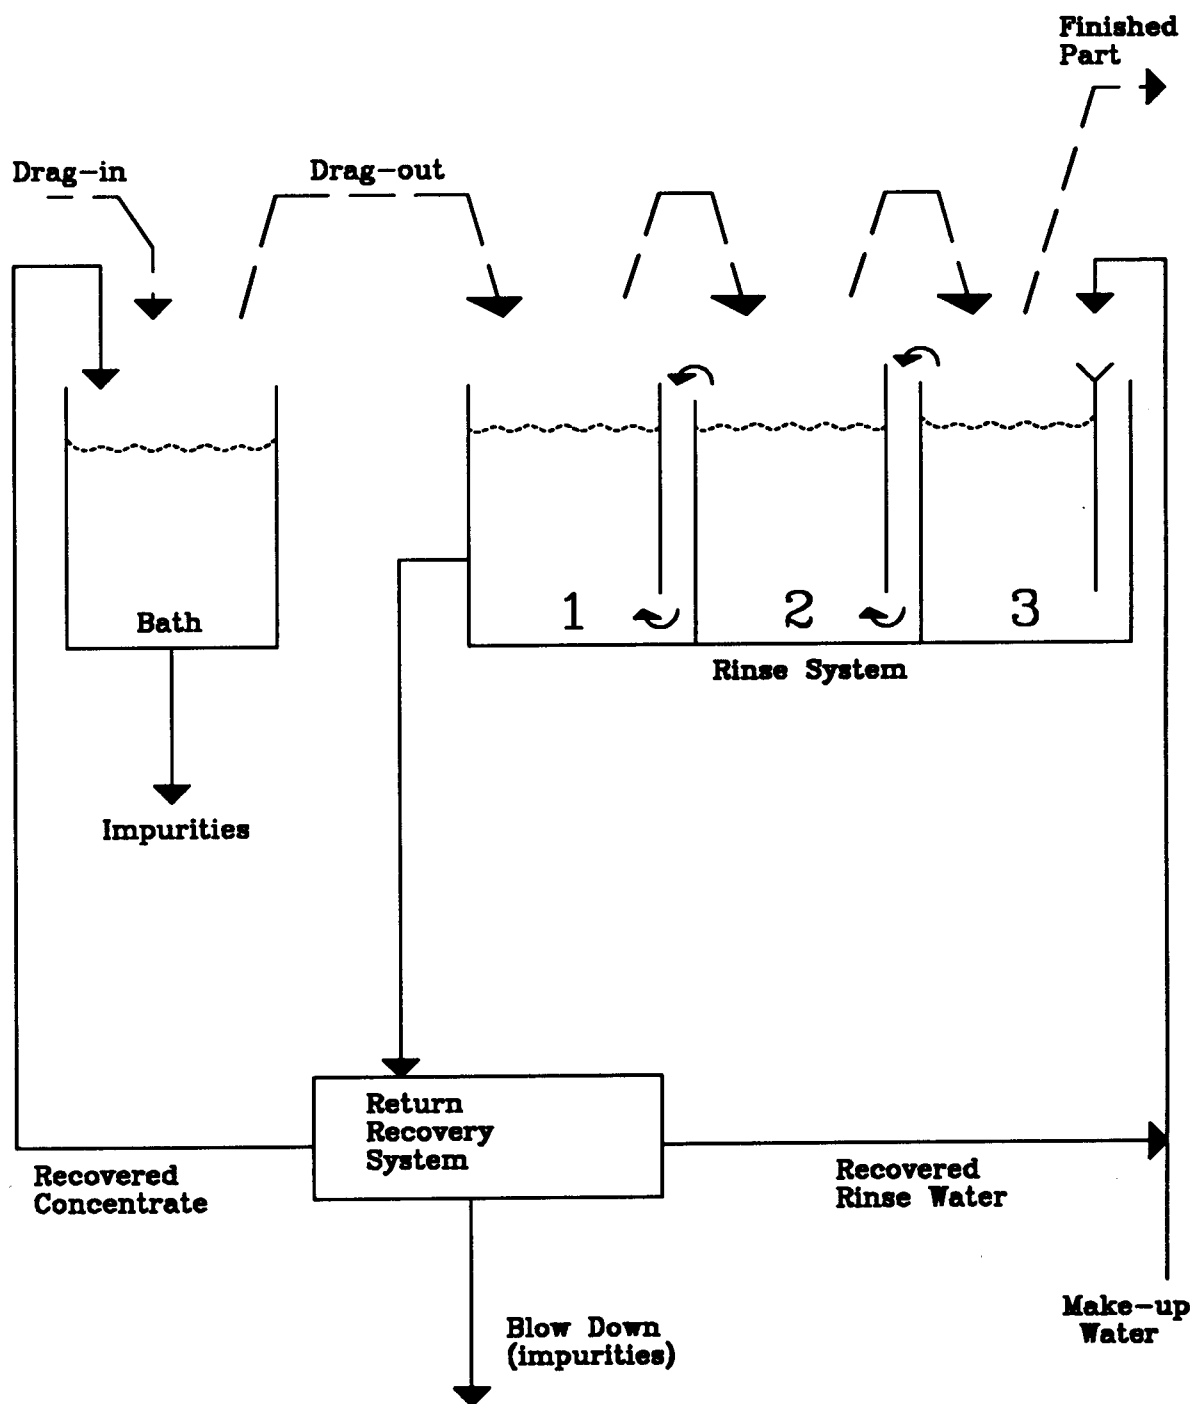 Finished
Part
Drag-in
Drag-out
1
2
3
Bath
Rinse System
Impurities
Return
Recovery
System
Recovered
Concentrate
Recovered
Rinse Water
Make-up
Water
Blow Down
(impurities)